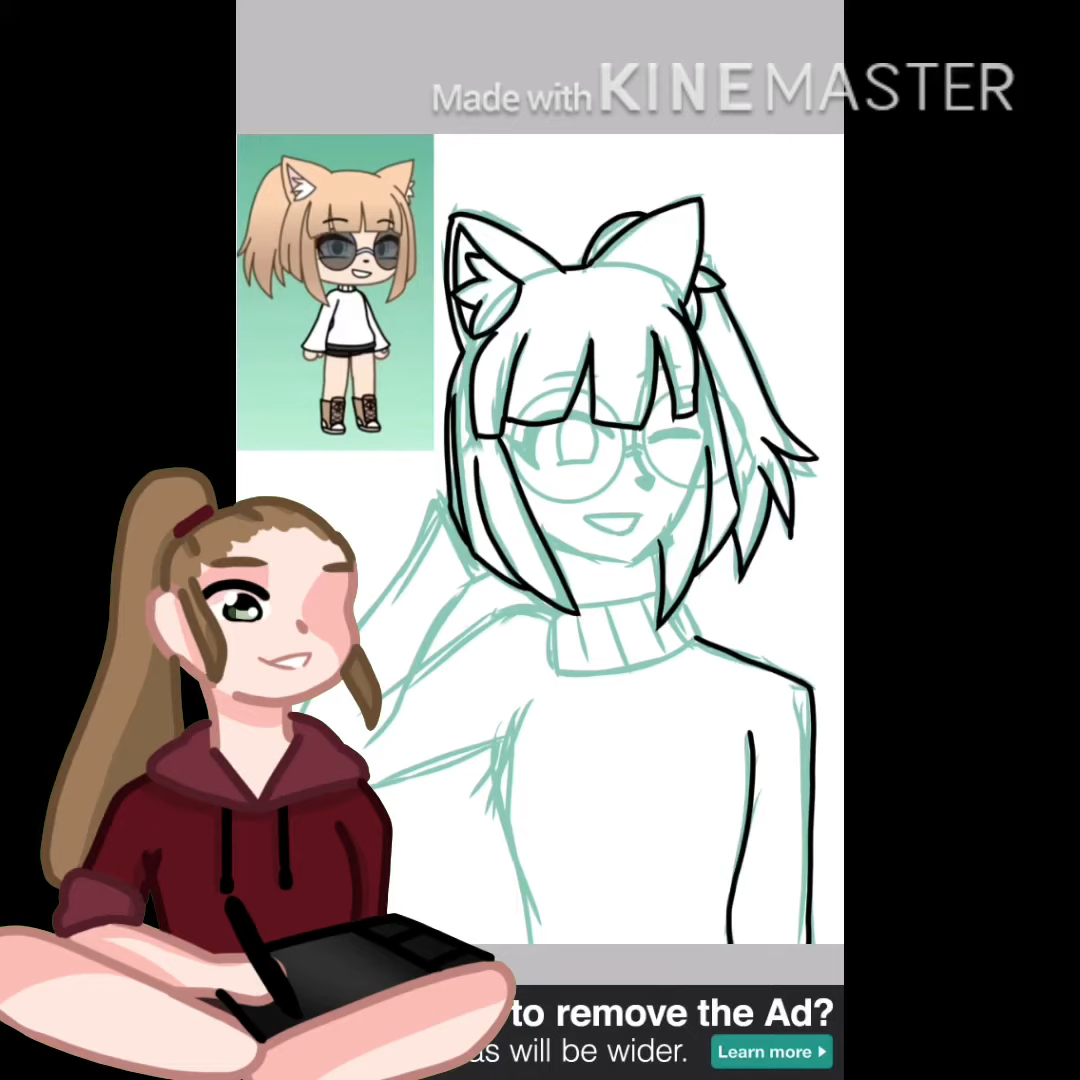 Made with KINEMASTER
to remove the Ad?
as will be wider.
Learn more